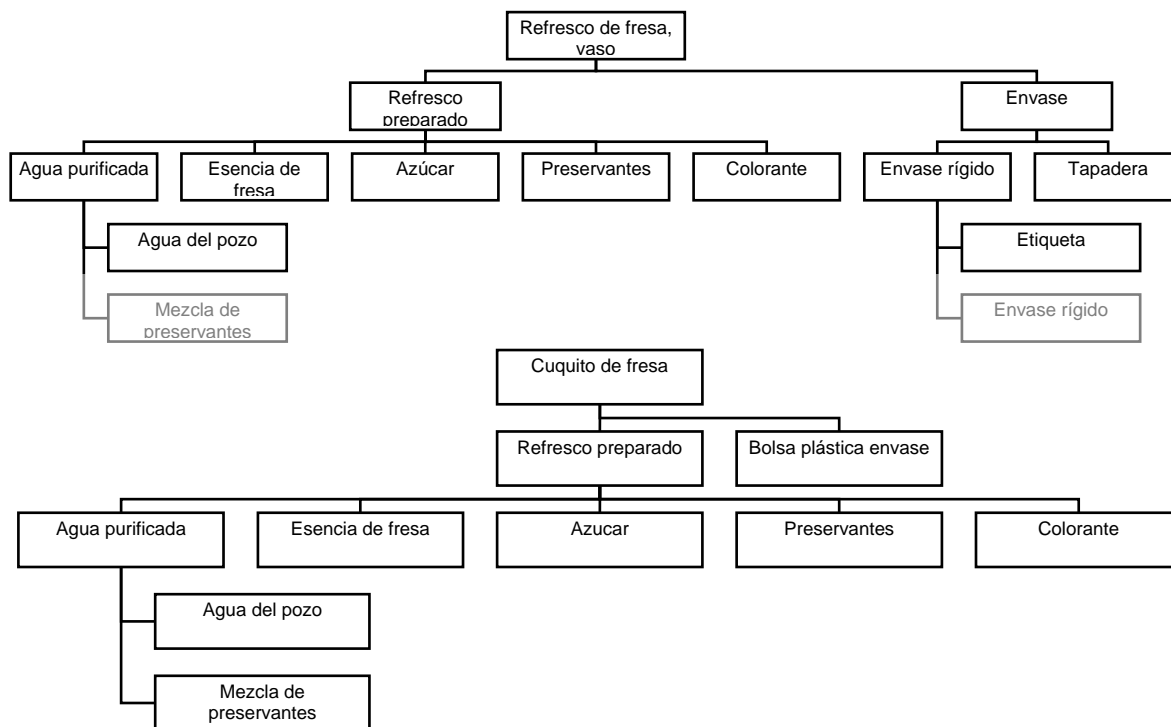 Refresco de fresa,
vaso
Refresco
preparado
Envase
Agua purificada
Esencia de
fresa
Azúcar
Preservantes
Colorante
Envase rígido
Tapadera
Agua del pozo
Etiqueta
Mezcla de
preservantes
Envase rígido
Cuquito de fresa
Refresco preparado
Bolsa plástica envase
Agua purificada
Esencia de fresa
Azucar
Preservantes
Colorante
Agua del pozo
Mezcla de
preservantes